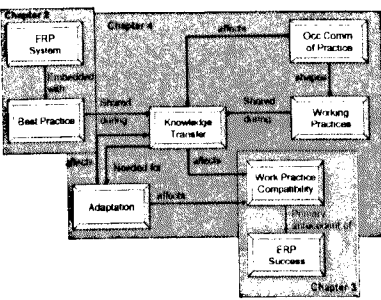 Chapter 2
Chapter 4
ERP
System
affects
Occ Comm
of Practice
Embedded
with
shapes
Best Practice
Shared
during
Knowledge
Transfer
Shared
during
Working
Practices
affects
Needed for
affects
Adaptation
affects
Work Practice
Compatibility
Primary
antecedent of
ERP
Success
Chapter 3